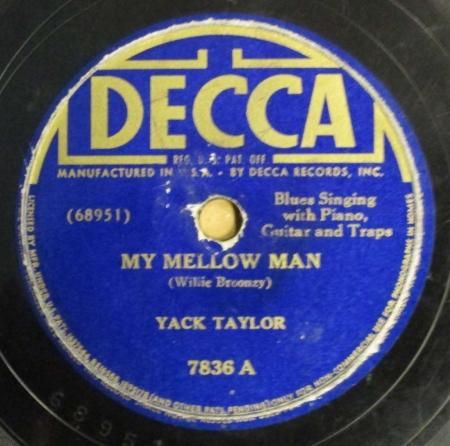 DECCA
REG. U.S. PAT. OFF.
MANUFACTURED IN U.S.A. - BY DECCA RECORDS, INC.
(68951)
Blues Singing
with Piano,
Guitar and Traps
MY MELLOW MAN
(Willie Broonzy)
YACK TAYLOR
7836 A